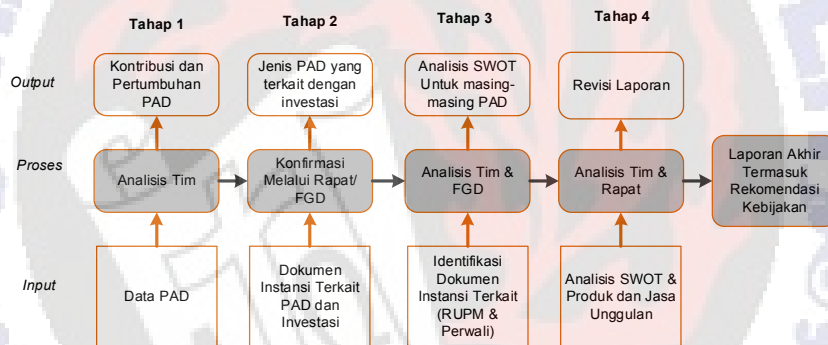 Tahap 1
Tahap 2
Tahap 3
Tahap 4
Output
Kontribusi dan
Pertumbuhan
PAD
Jenis PAD yang
terkait dengan
investasi
Analisis SWOT
Untuk masing-
masing PAD
Revisi Laporan
Proses
Analisis Tim
Konfirmasi
Melalui Rapat/
FGD
Analisis Tim &
FGD
Analisis Tim &
Rapat
Laporan Akhir
Termasuk
Rekomendasi
Kebijakan
Input
Data PAD
Dokumen
Instansi Terkait
PAD dan
Investasi
Identifikasi
Dokumen
Instansi Terkait
(RUPM &
Perwali)
Analisis SWOT &
Produk dan Jasa
Unggulan